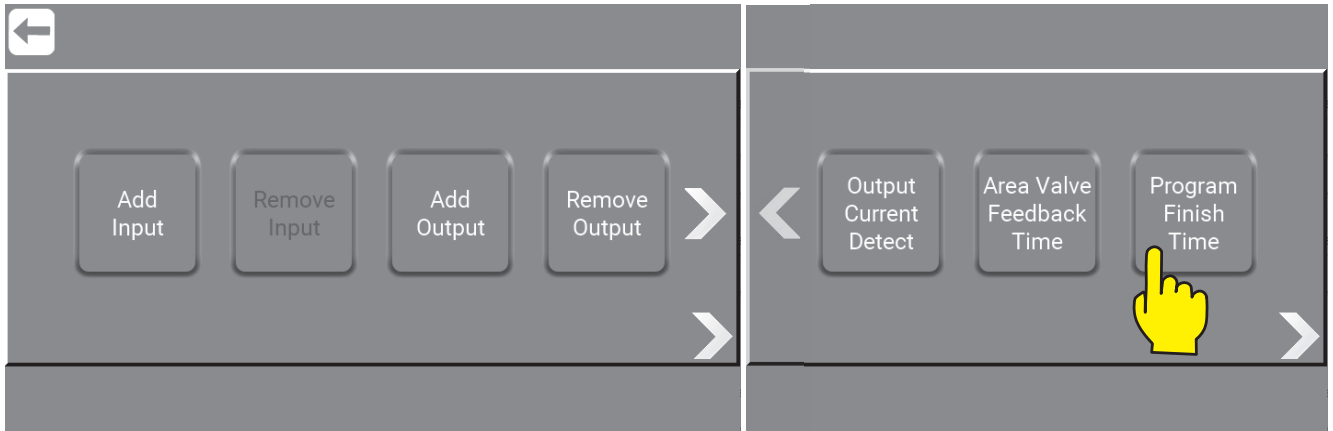 Add
Input
Remove
Input
Add
Output
Remove
Output
Output
Current
Detect
Area Valve
Feedback
Time
Program
Finish
Time